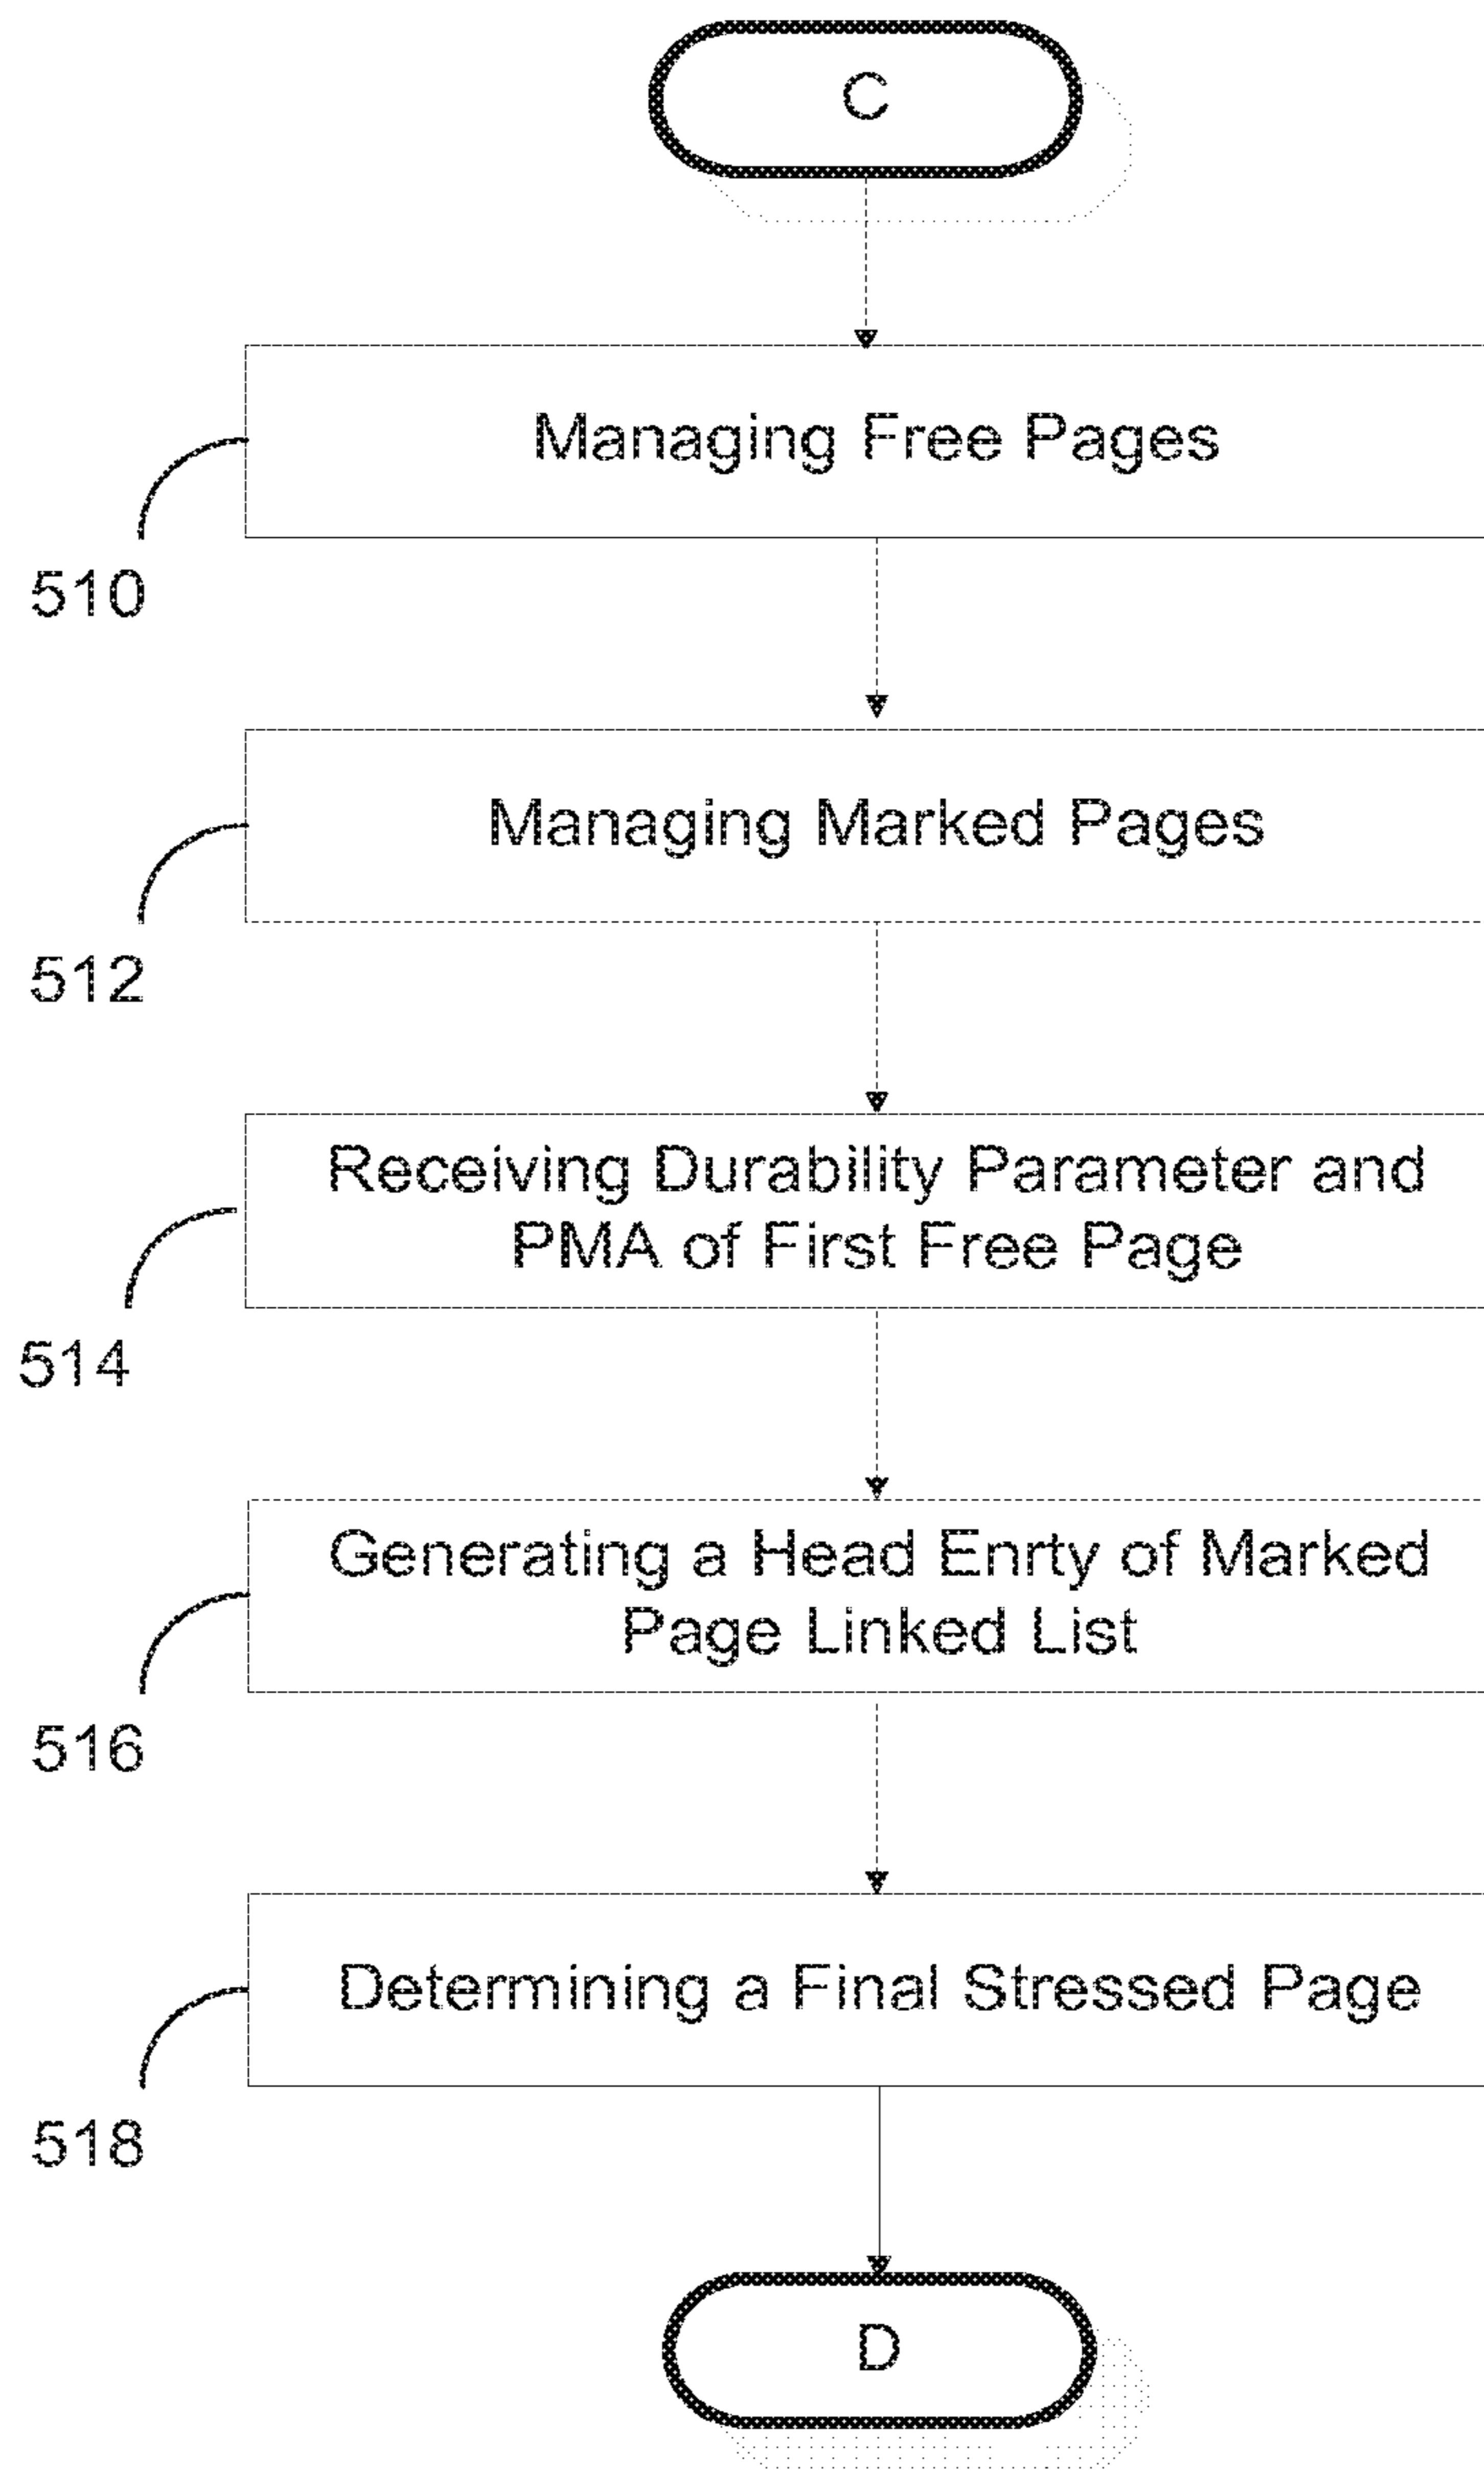 C
Managing Free Pages
510
Managing Marked Pages
512
Receiving Durability Parameter and
PMA of First Free Page
514
Generating a Head Enrty of Marked
Page Linked List
516
Determining a Final Stressed Page
518
D